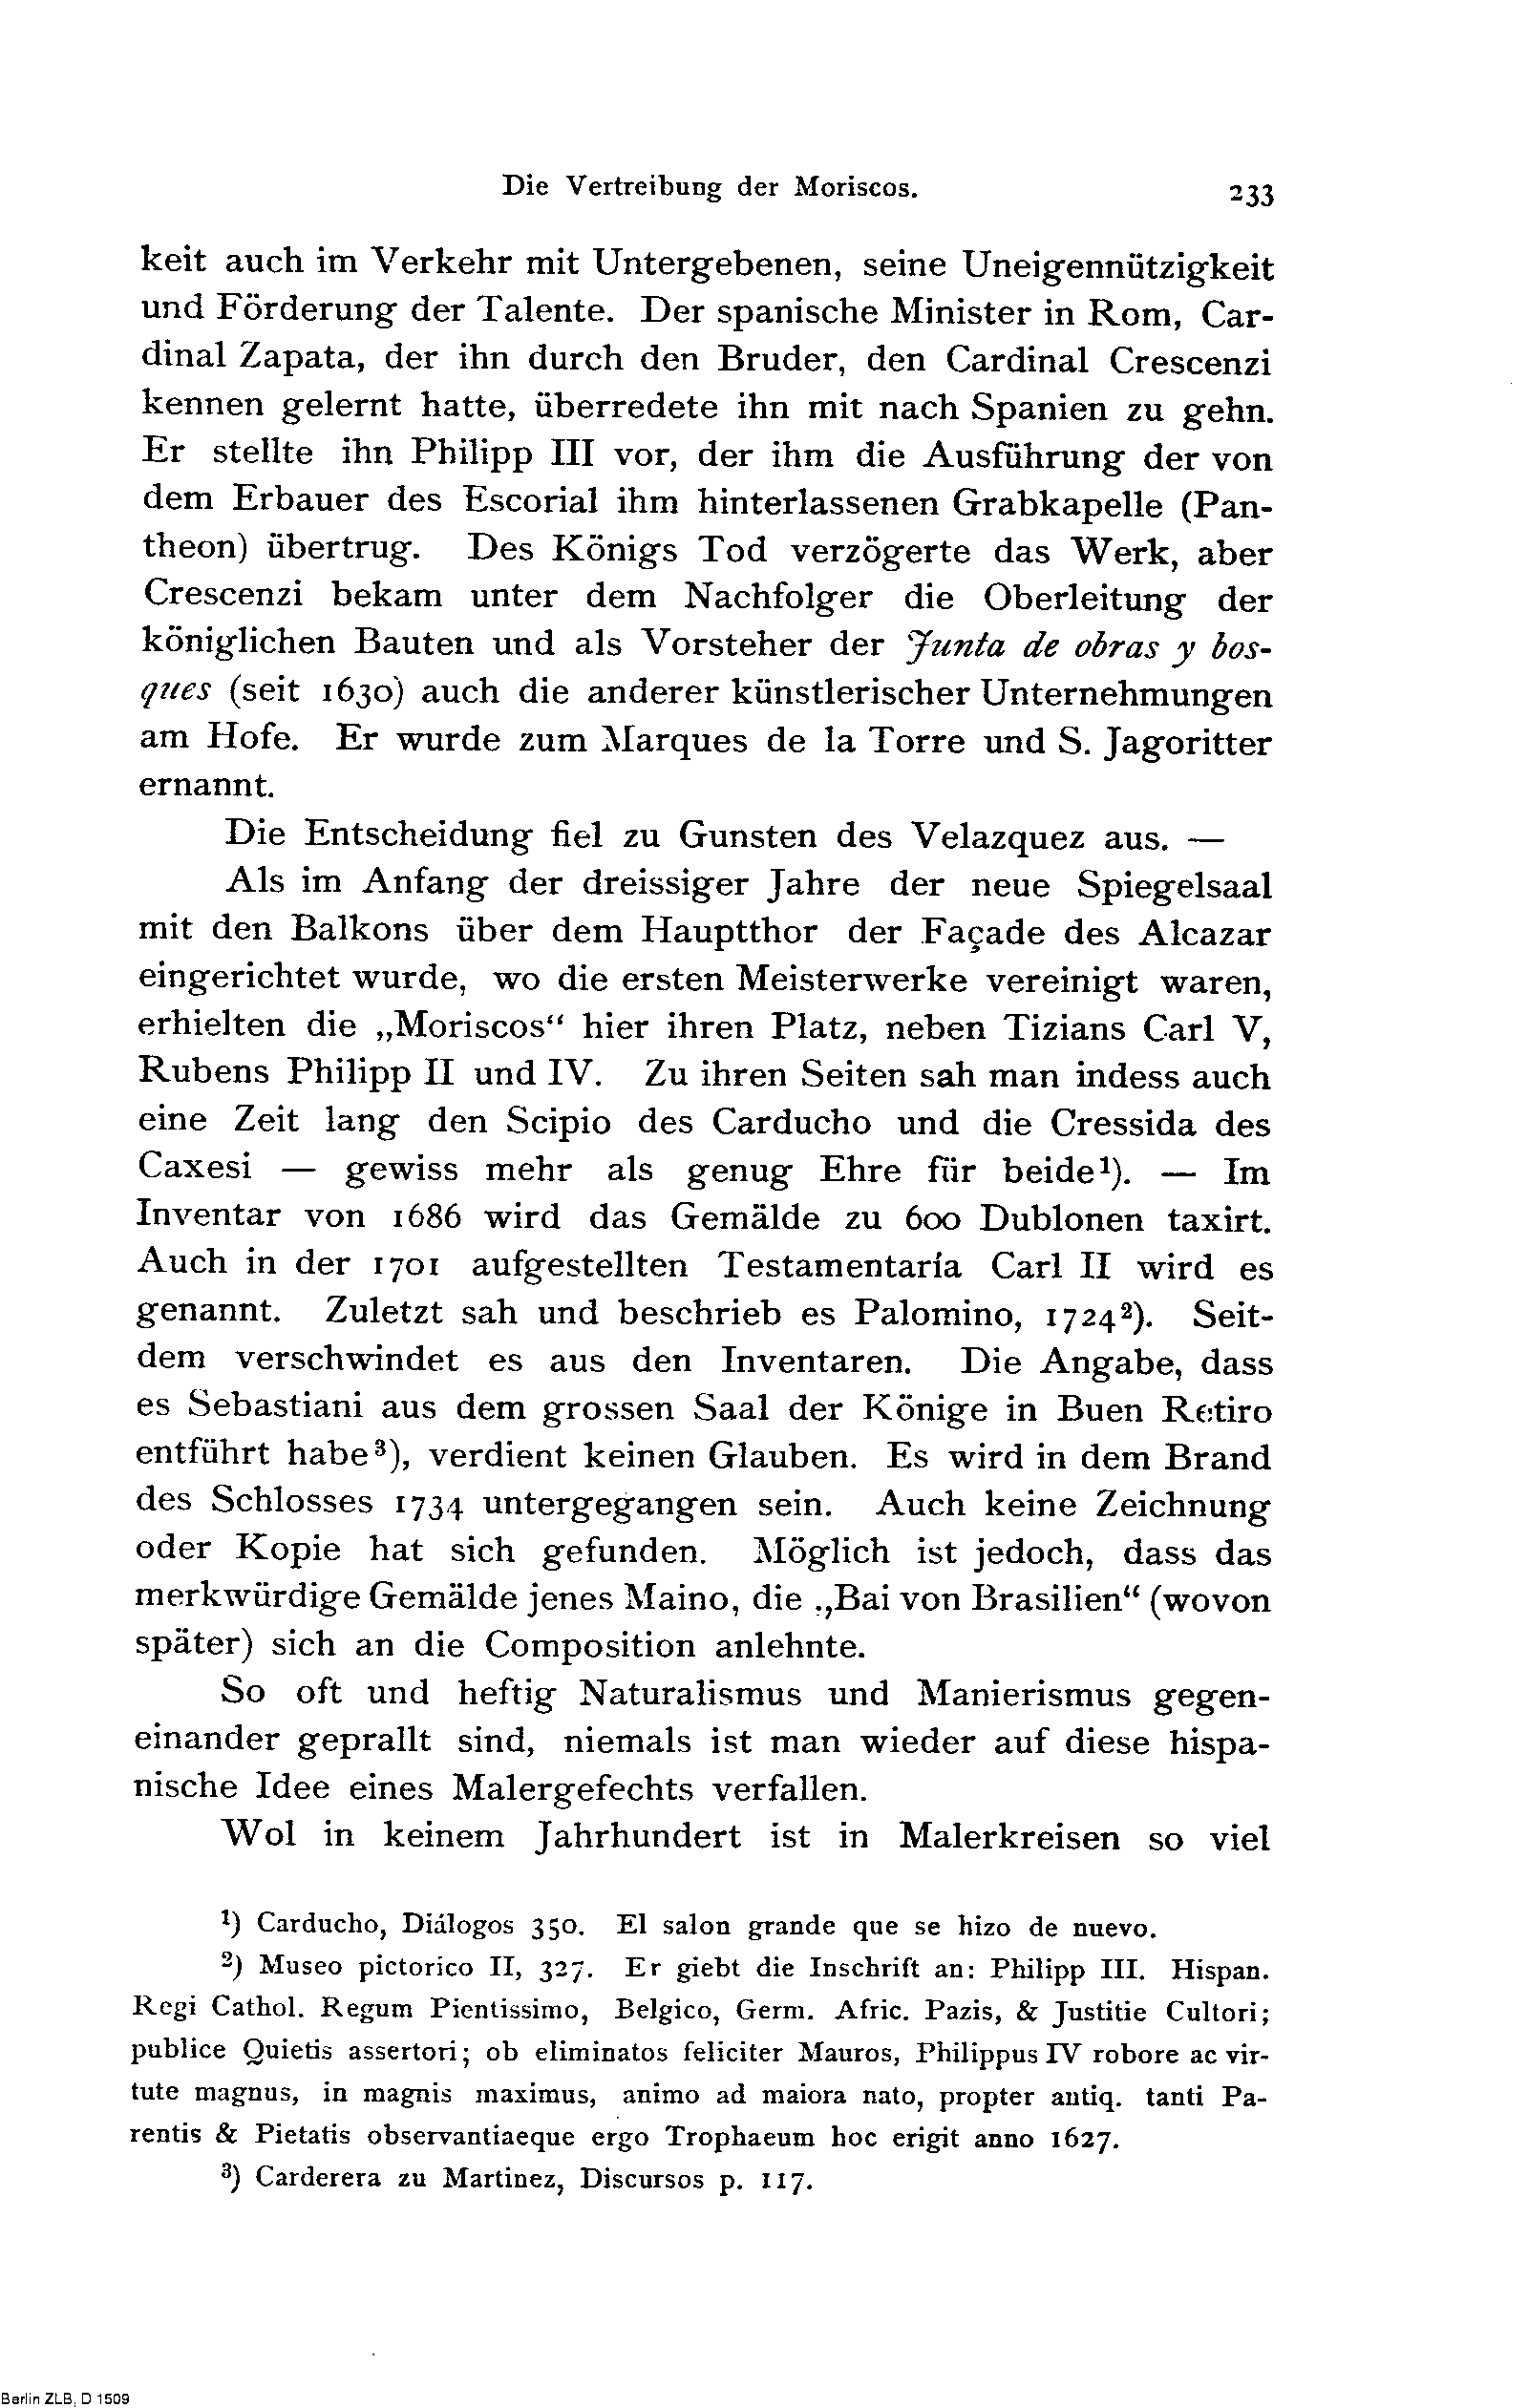 Die Vertreibung der Moriscos. 233
keit auch im Verkehr mit Untergebenen, seine Uneigennützigkeit
und Förderung der Talente. Der spanische Minister in Rom, Car-
dinal Zapata, der ihn durch den Bruder, den Cardinal Crescenzi
kennen gelernt hatte, überredete ihn mit nach Spanien zu gehn.
Er stellte ihn Philipp III vor, der ihm die Ausführung der von
dem Erbauer des Escorial ihm hinterlassenen Grabkapelle (Pan-
theon) übertrug. Des Königs Tod verzögerte das Werk, aber
Crescenzi bekam unter dem Nachfolger die Oberleitung der
königlichen Bauten und als Vorsteher der Junta de obras y bos-
ques (seit 1630) auch die anderer künstlerischer Unternehmungen
am Hofe. Er wurde zum Marques de la Torre und S. Jagoritter
ernannt.
Die Entscheidung fiel zu Gunsten des Velazquez aus. —
Als im Anfang der dreissiger Jahre der neue Spiegelsaal
mit den Balkons über dem Hauptthor der Façade des Alcazar
eingerichtet wurde, wo die ersten Meisterwerke vereinigt waren,
erhielten die „Moriscos“ hier ihren Platz, neben Tizians Carl V,
Rubens Philipp II und IV. Zu ihren Seiten sah man indess auch
eine Zeit lang den Scipio des Carducho und die Cressida des
Caxesi — gewiss mehr als genug Ehre für beide¹). — Im
Inventar von 1686 wird das Gemälde zu 600 Dublonen taxirt.
Auch in der 1701 aufgestellten Testamentaría Carl II wird es
genannt. Zuletzt sah und beschrieb es Palomino, 1724²). Seit-
dem verschwindet es aus den Inventaren. Die Angabe, dass
es Sebastiani aus dem grossen Saal der Könige in Buen Retiro
entführt habe³), verdient keinen Glauben. Es wird in dem Brand
des Schlosses 1734 untergegangen sein. Auch keine Zeichnung
oder Kopie hat sich gefunden. Möglich ist jedoch, dass das
merkwürdige Gemälde jenes Maino, die „Bai von Brasilien“ (wovon
später) sich an die Composition anlehnte.
So oft und heftig Naturalismus und Manierismus gegen-
einander geprallt sind, niemals ist man wieder auf diese hispa-
nische Idee eines Malergefechts verfallen.
Wol in keinem Jahrhundert ist in Malerkreisen so viel
¹) Carducho, Diálogos 350. El salon grande que se hizo de nuevo.
²) Museo pictorico II, 327. Er giebt die Inschrift an: Philipp III. Hispan.
Regi Cathol. Regum Pientissimo, Belgico, Germ. Afric. Pazis, & Justitie Cultori;
publice Quietis assertori; ob eliminatos feliciter Mauros, Philippus IV robore ac vir-
tute magnus, in magnis maximus, animo ad maiora nato, propter antiq. tanti Pa-
rentis & Pietatis observantiaeque ergo Trophaeum hoc erigit anno 1627.
³) Carderera zu Martinez, Discursos p. 117.
Berlin ZLB, D 1509